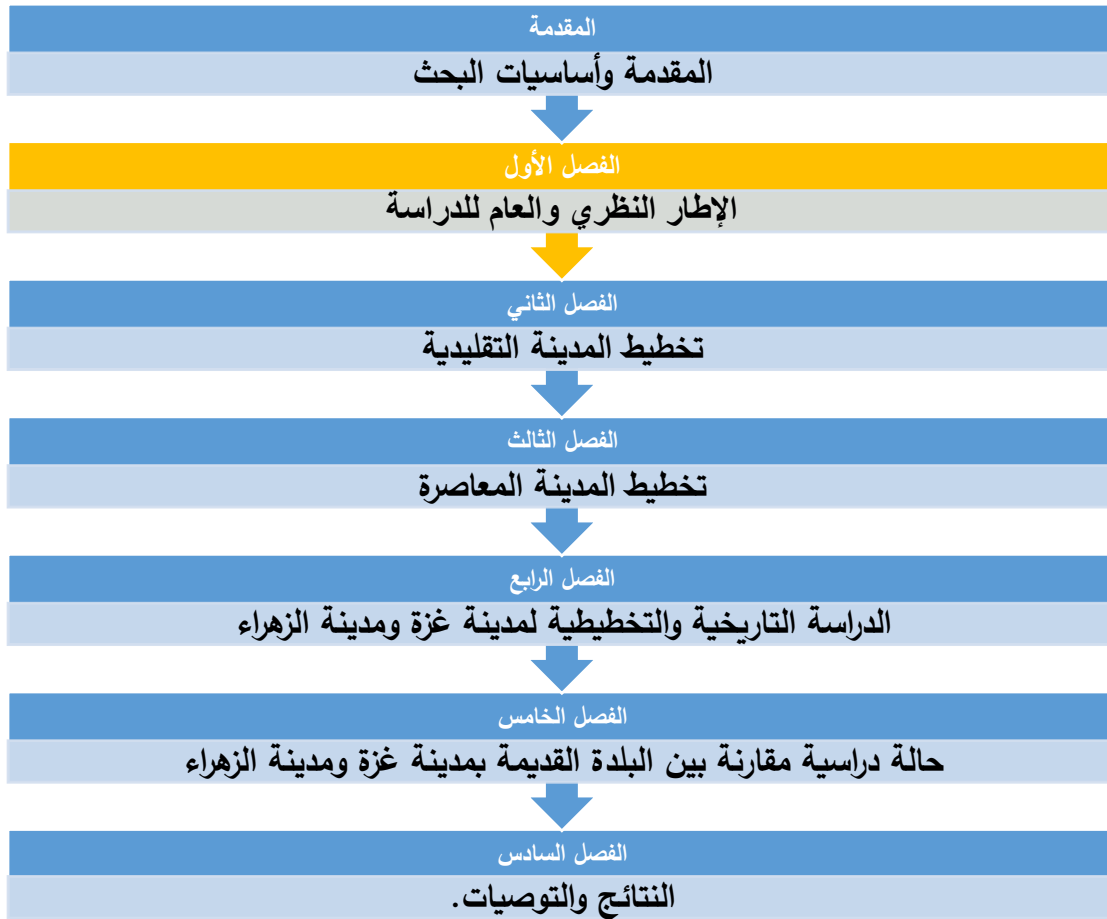 المقدمة
المقدمة وأساسيات البحث
الفصل الأول
الإطار النظري والعام للدراسة
الفصل الثاني
تخطيط المدينة التقليدية
الفصل الثالث
تخطيط المدينة المعاصرة
الفصل الرابع
الدراسة التاريخية والتخطيطية لمدينة غزة ومدينة الزهراء
الفصل الخامس
حالة دراسية مقارنة بين البلدة القديمة بمدينة غزة ومدينة الزهراء
الفصل السادس
النتائج والتوصيات.